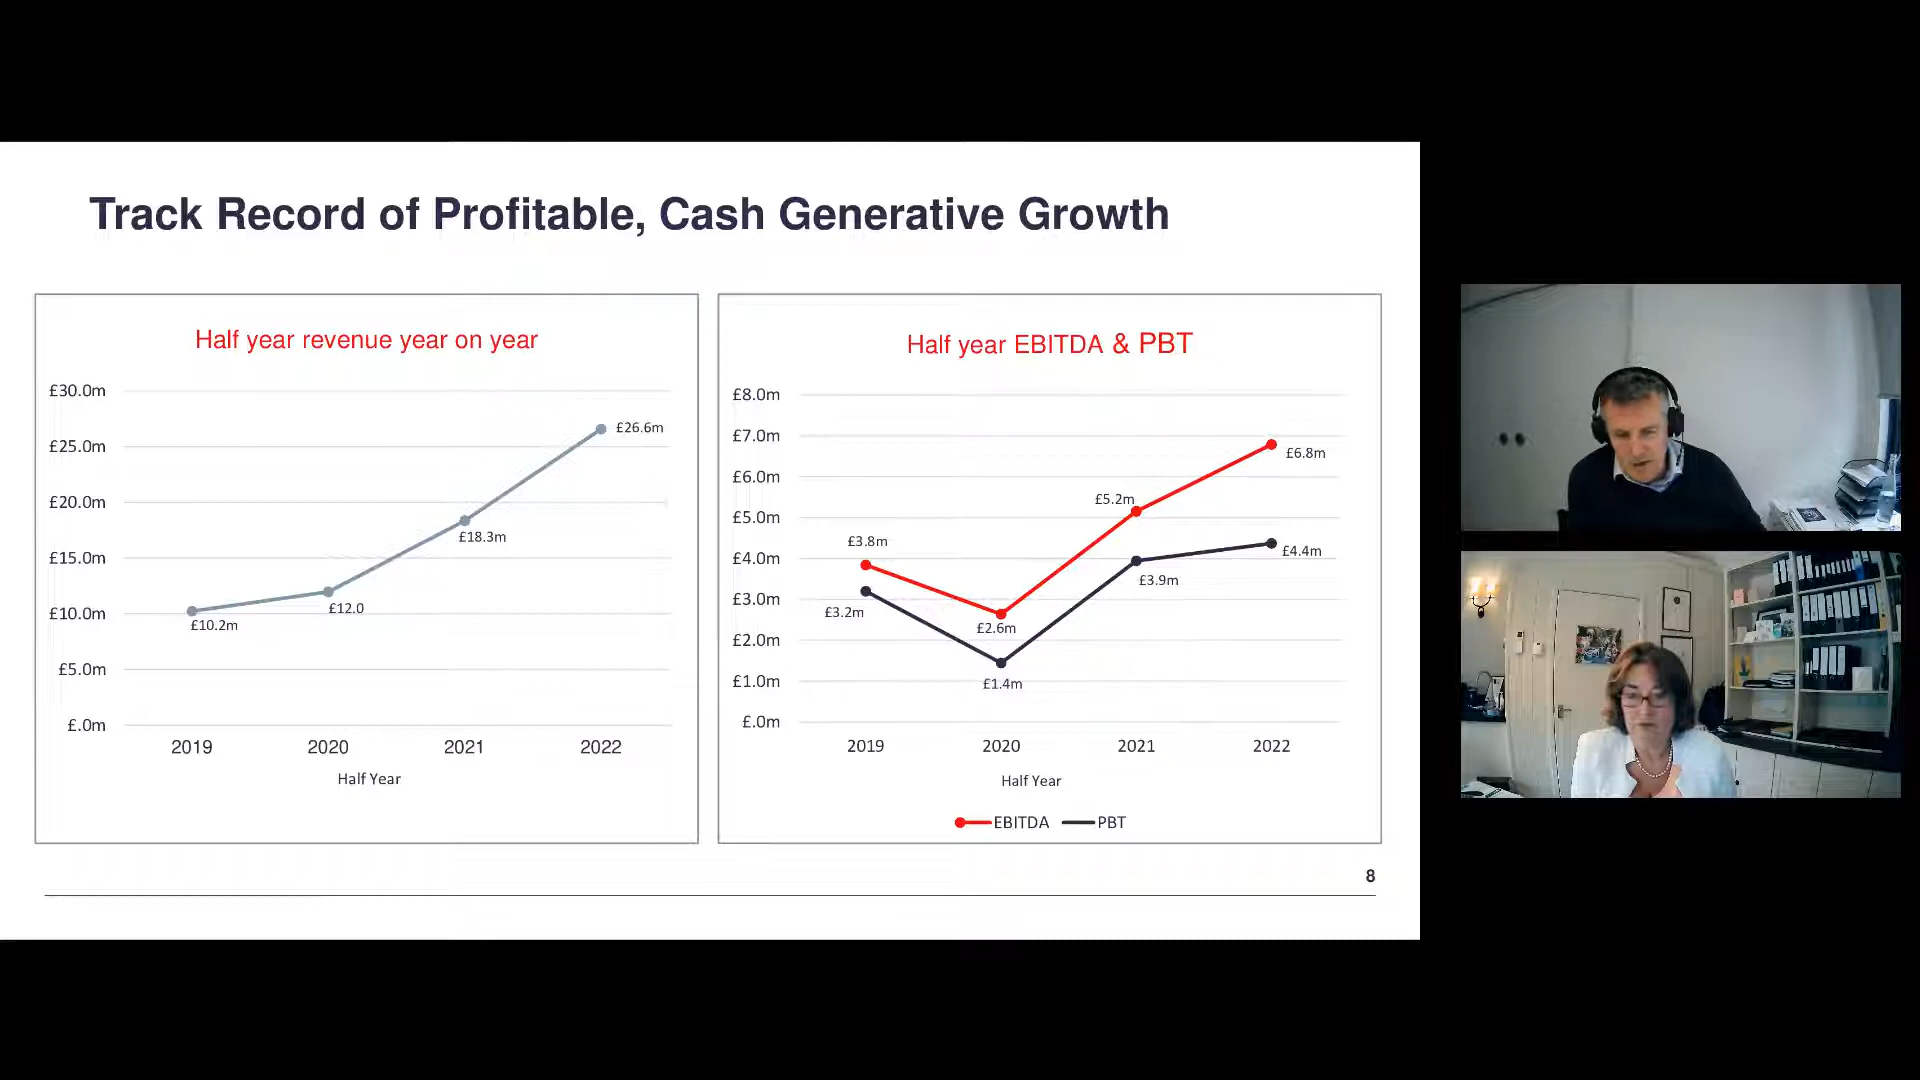 Track Record of Profitable, Cash Generative Growth
Half year revenue year on year
£30.0m
£25.0m
£20.0m
£15.0m
£10.0m
£5.0m
£.0m
£26.6m
£18.3m
£12.0
£10.2m
2019 2020 2021 2022
Half Year
Half year EBITDA & PBT
£8.0m
£7.0m
£6.0m
£5.0m
£4.0m
£3.0m
£2.0m
£1.0m
£.0m
£6.8m
£5.2m
£3.8m
£4.4m
£3.9m
£3.2m
£2.6m
£1.4m
2019 2020 2021 2022
Half Year
EBITDA PBT
8